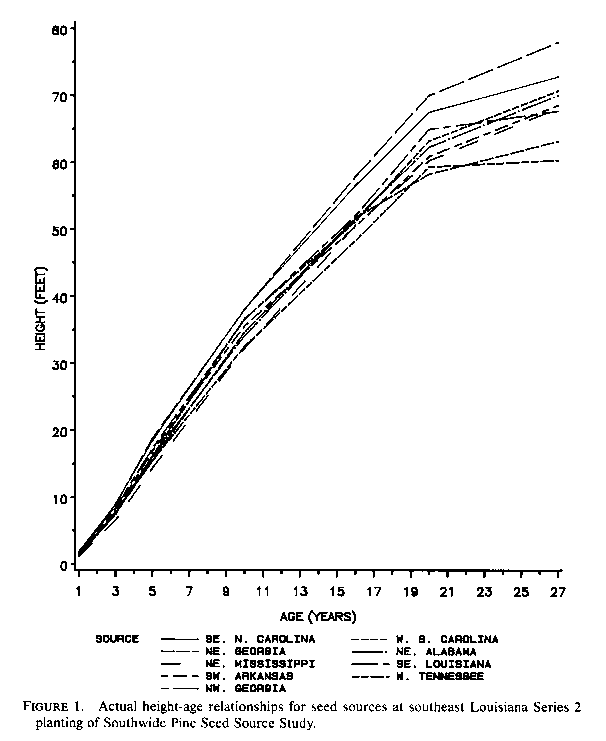 80
70
60
50
40
30
20
10
0
HEIGHT (FEET)
1 3 5 7 9 11 13 15 17 19 21 23 25 27
AGE (YEARS)
SOURCE SE. N. CAROLINA W. S. CAROLINA
NE. GEORGIA NE. ALABAMA
NE. MISSISSIPPI SE. LOUISIANA
SW. ARKANSAS W. TENNESSEE
NW. GEORGIA
FIGURE 1. Actual height-age relationships for seed sources at southeast Louisiana Series 2
planting of Southwide Pine Seed Source Study.